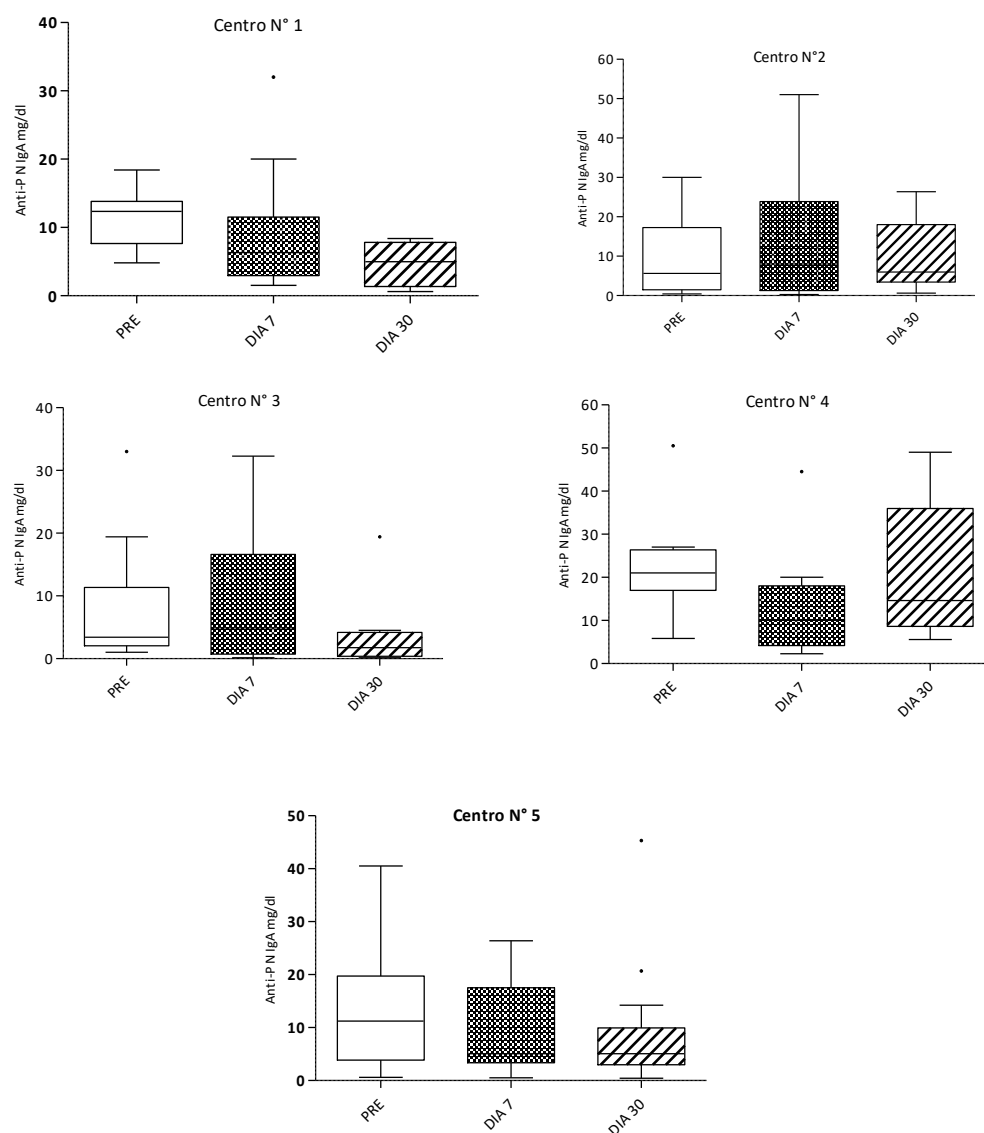 Centro N° 1
Anti-P N IgA mg/dl
40
30
20
10
0
PRE
DIA 7
DIA 30
Centro N°2
Anti-P N IgA mg/dl
60
50
40
30
20
10
0
PRE
DIA 7
DIA 30
Centro N° 3
Anti-P N IgA mg/dl
40
30
20
10
0
PRE
DIA 7
DIA 30
Centro N° 4
Anti-P N IgA mg/dl
60
50
40
30
20
10
0
PRE
DIA 7
DIA 30
Centro N° 5
Anti-P N IgA mg/dl
50
40
30
20
10
0
PRE
DIA 7
DIA 30